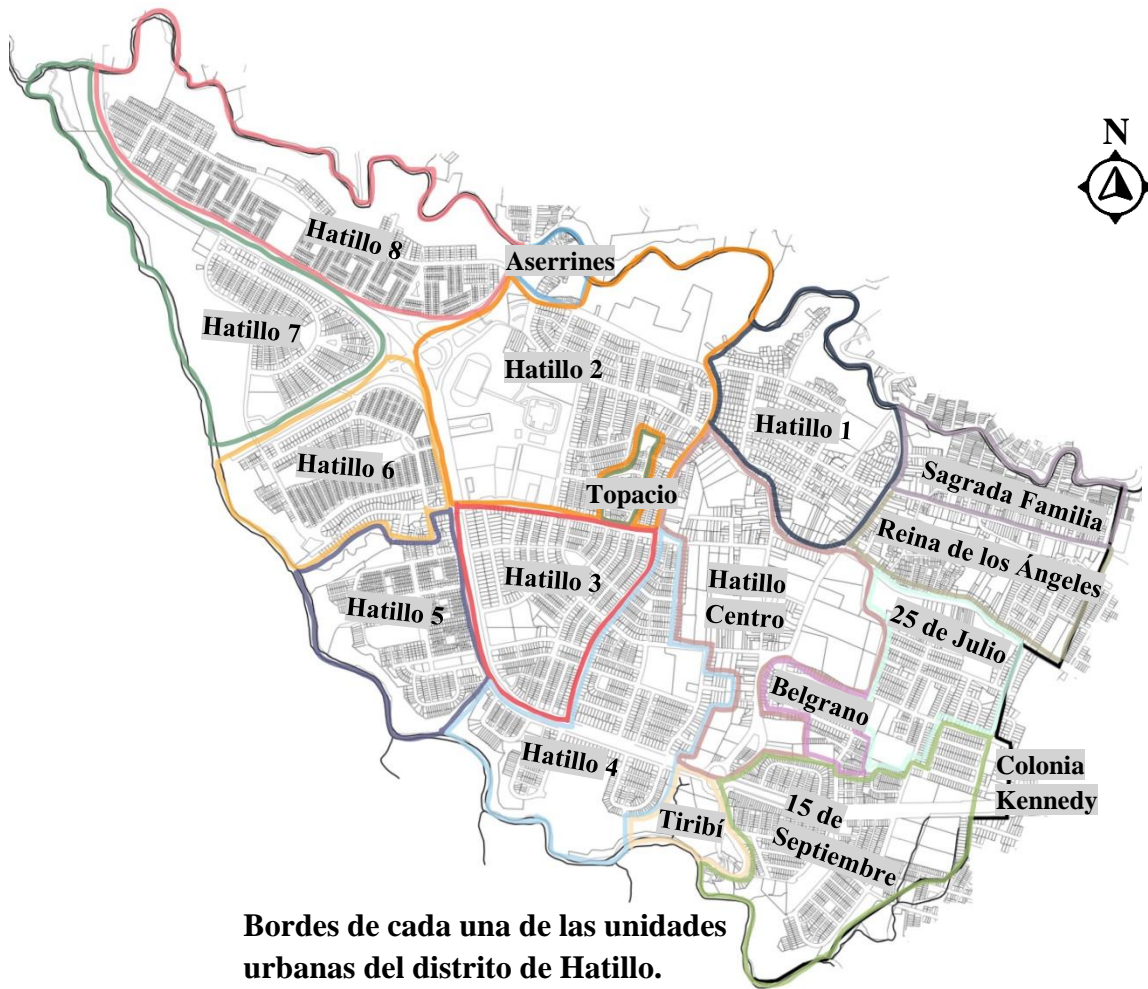 N
Hatillo 8
Aserrines
Hatillo 7
Hatillo 2
Hatillo 1
Hatillo 6
Sagrada Familia
Topacio
Reina de los Ángeles
Hatillo 3
Hatillo
Centro
Hatillo 5
25 de Julio
Belgrano
Hatillo 4
Colonia
Kennedy
15 de
Septiembre
Tiribí
Bordes de cada una de las unidades
urbanas del distrito de Hatillo.